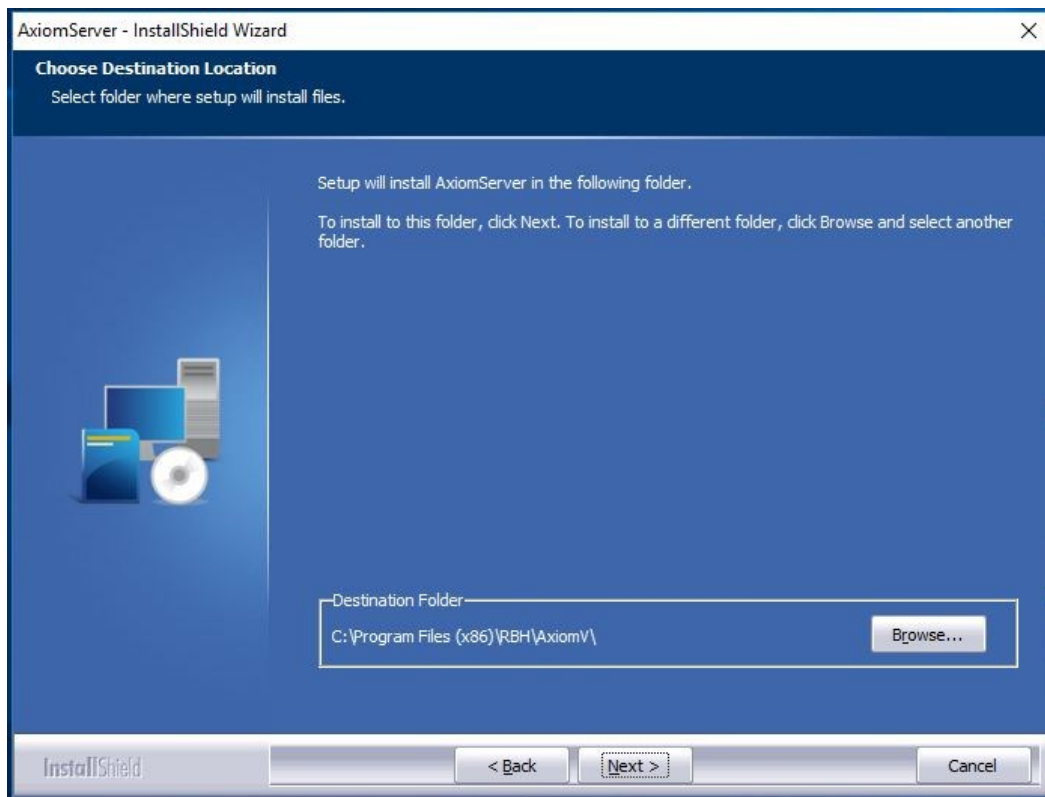 AxiomServer - InstallShield Wizard
Choose Destination Location
Select folder where setup will install files.
Setup will install AxiomServer in the following folder.
To install to this folder, click Next. To install to a different folder, click Browse and select another
folder.
Destination Folder
C:\Program Files (x86)\RBH\AxiomV\
Browse...
InstallShield
< Back
Next >
Cancel